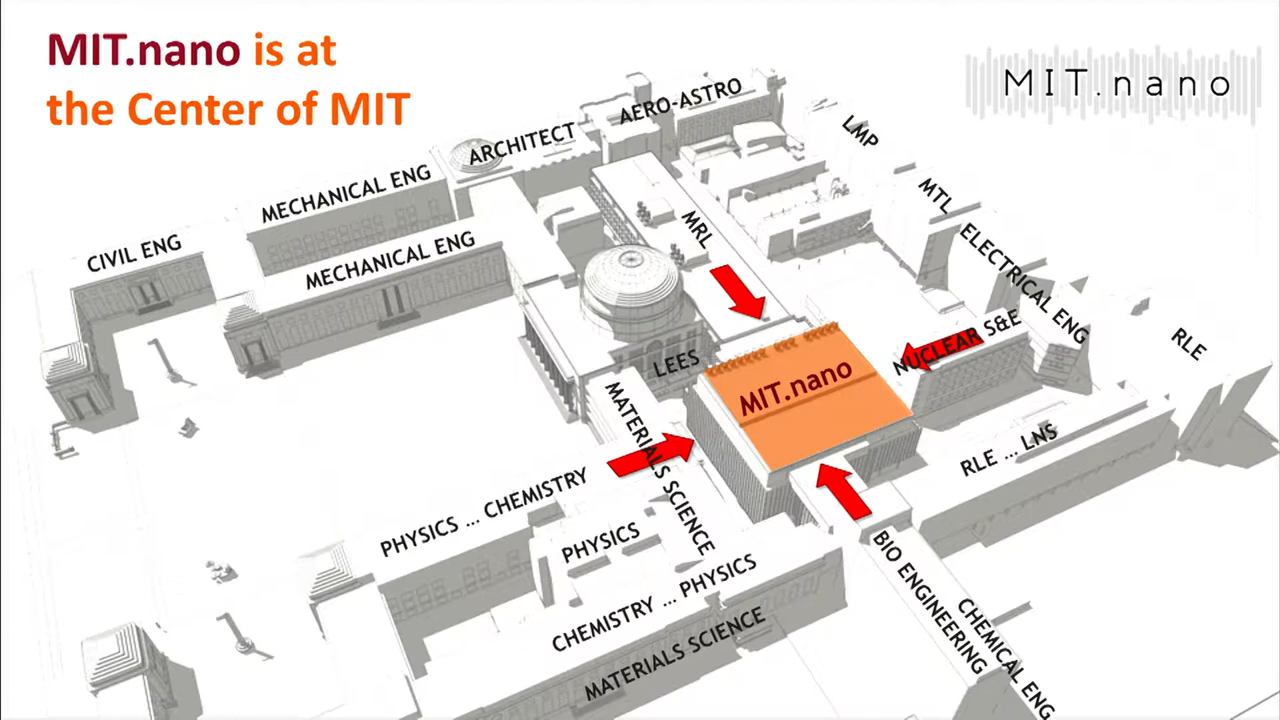 MIT.nano is at
the Center of MIT
MIT.nano
AERO-ASTRO
ARCHITECT
LMP
MECHANICAL ENG
MTL
CIVIL ENG
MECHANICAL ENG
MRL
ELECTRICAL ENG
NUCLEAR S&E
RLE
LEES
MIT.nano
MATERIALS SCIENCE
RLE ... LNS
PHYSICS ... CHEMISTRY
PHYSICS
CHEMISTRY ... PHYSICS
BIO ENGINEERING
CHEMICAL ENG
MATERIALS SCIENCE